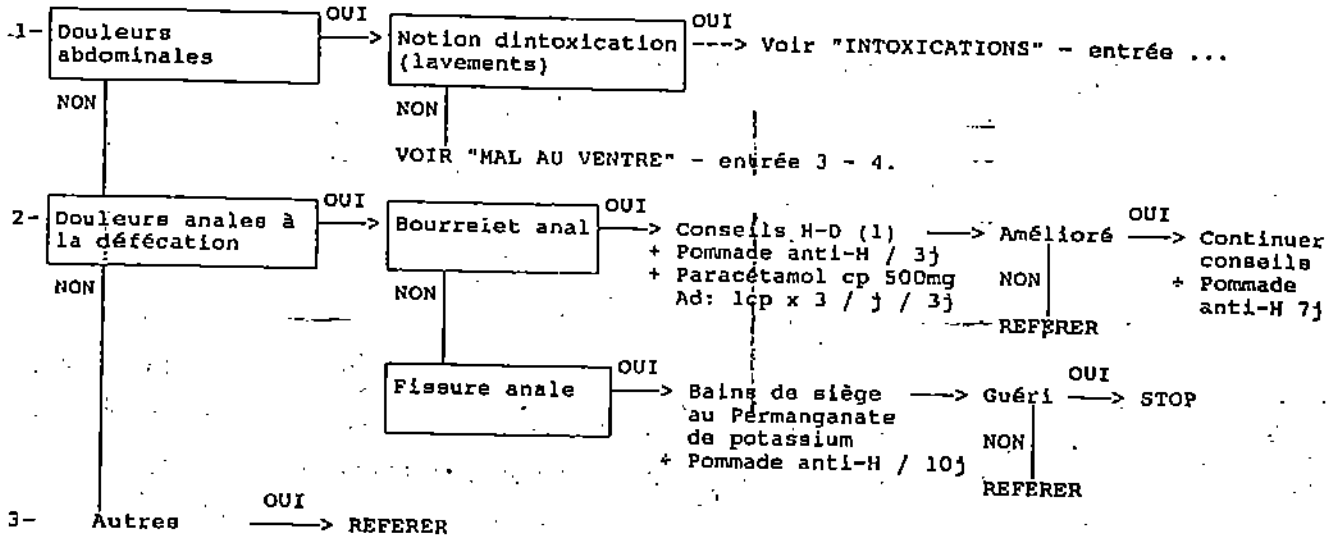 1- Douleurs abdominales OUI
Notion dintoxication (lavements) OUI
---> Voir "INTOXICATIONS" - entrée ...
NON
NON
VOIR "MAL AU VENTRE" - entrée 3 - 4.
2- Douleurs anales à la défécation OUI
Bourrelet anal OUI
Conseils H-D (1)
+ Pommade anti-H / 3j
+ Paracétamol cp 500mg
Ad: 1cp x 3 / j / 3j
Amélioré OUI
Continuer
conseils
+ Pommade
anti-H 7j
NON
REFERER
NON
NON
Fissure anale OUI
Bains de siège
au Permanganate
de potassium
+ Pommade anti-H / 10j
Guéri OUI
STOP
NON
REFERER
3- Autres OUI
REFERER